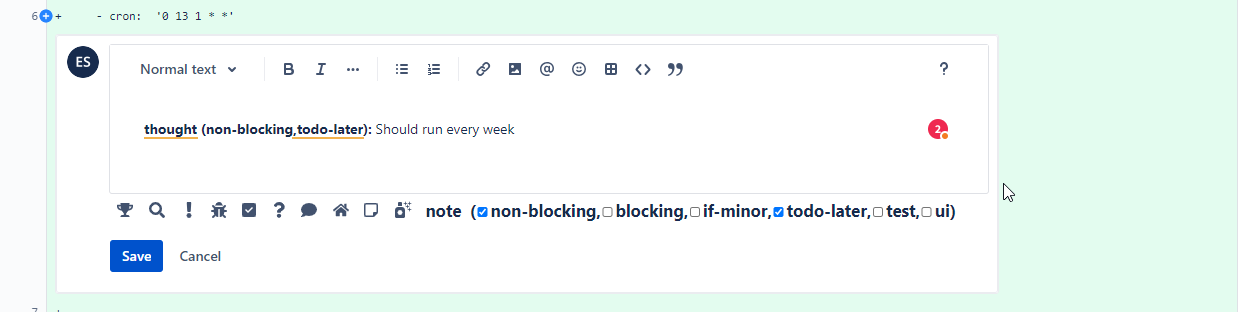 6 + - cron: '0 13 1 * *'
ES Normal text B I ... @ ?
thought (non-blocking,todo-later): Should run every week 2
note (non-blocking,blocking,if-minor,todo-later,test,ui)
Save Cancel
7 +